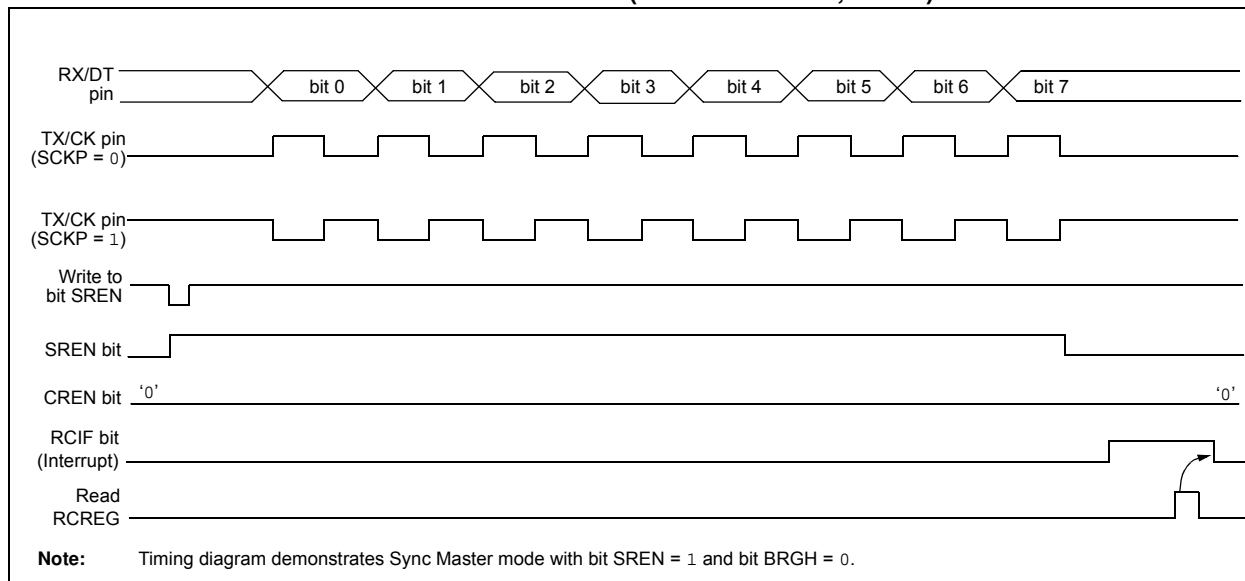 RX/DT
pin
bit 0
bit 1
bit 2
bit 3
bit 4
bit 5
bit 6
bit 7
TX/CK pin
(SCKP = 0)
TX/CK pin
(SCKP = 1)
Write to
bit SREN
SREN bit
CREN bit
‘0’
‘0’
RCIF bit
(Interrupt)
Read
RCREG
Note: Timing diagram demonstrates Sync Master mode with bit SREN = 1 and bit BRGH = 0.